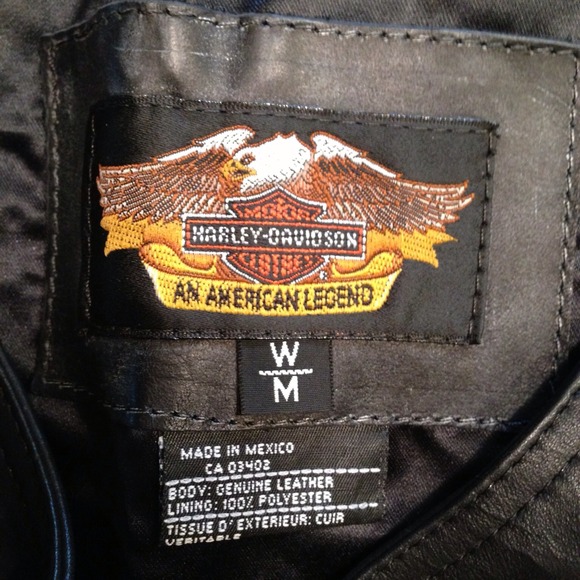 HARLEY-DAVIDSON
AN AMERICAN LEGEND
W
M
MADE IN MEXICO
CA 03402
BODY: GENUINE LEATHER
LINING: 100% POLYESTER
TISSUE D'EXTERIEUR: CUIR
VERITABLE